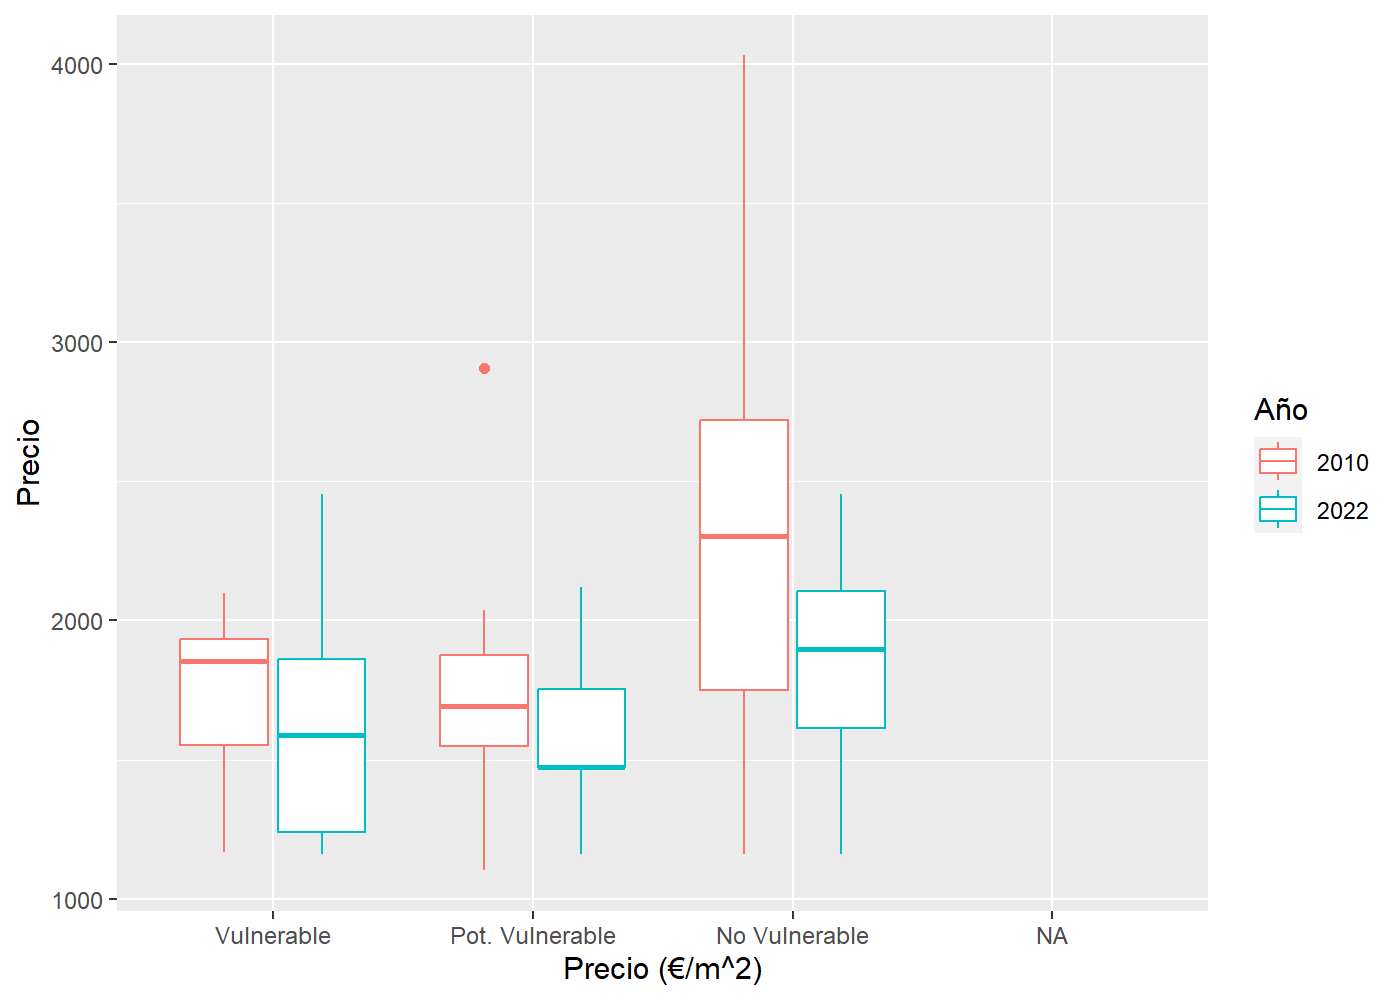 4000
3000
2000
1000
Precio
Vulnerable
Pot. Vulnerable
No Vulnerable
NA
Precio (€/m^2)
Año
2010
2022